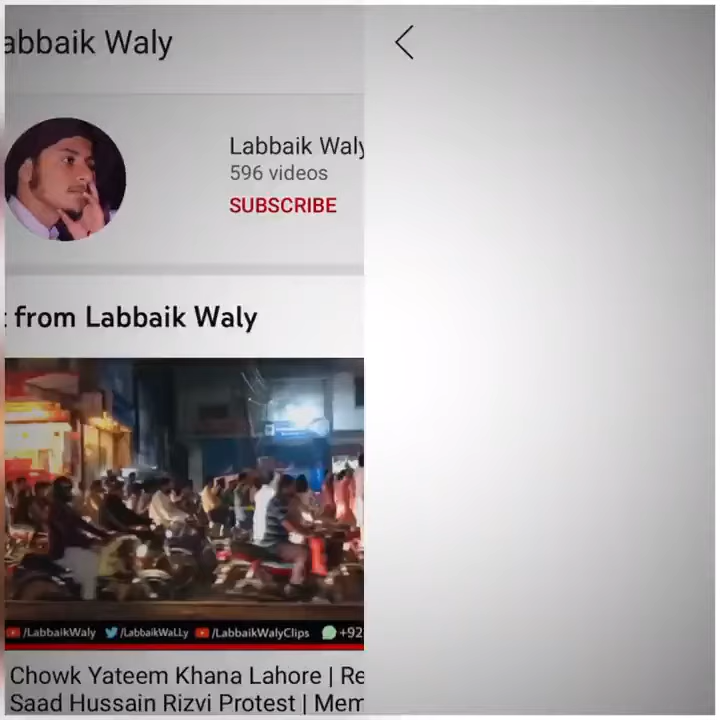 abbaik Waly
Labbaik Waly
596 videos
SUBSCRIBE
from Labbaik Waly
/LabbaikWaly /LabbaikWaLLy /LabbaikWalyClips +92
Chowk Yateem Khana Lahore | Re
Saad Hussain Rizvi Protest | Mem